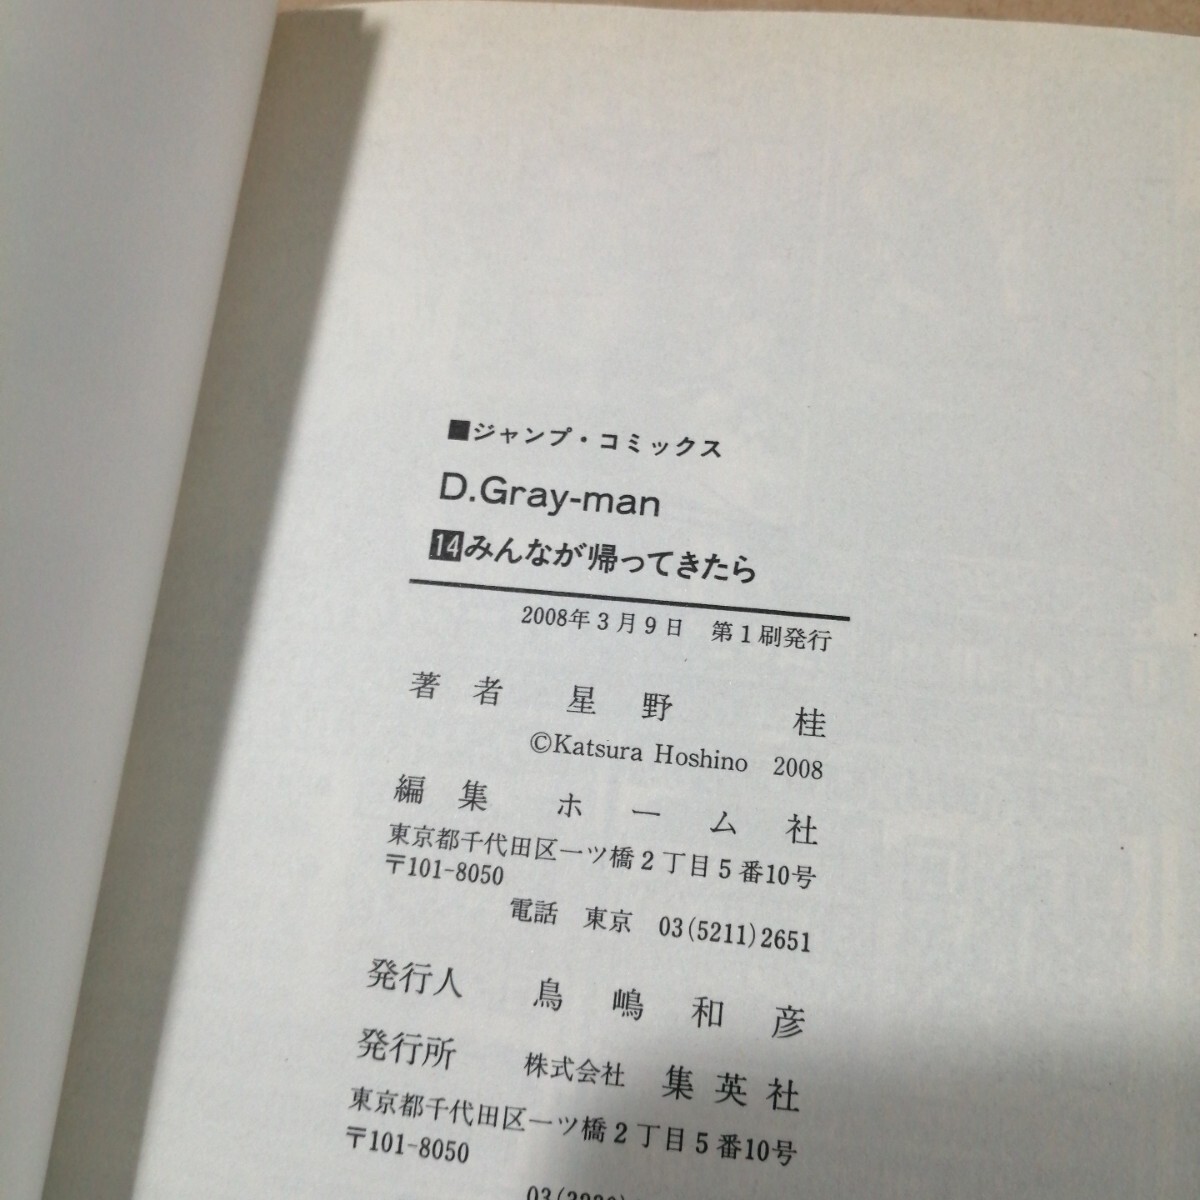 ■ジャンプ・コミックス
D.Gray-man
14みんなが帰ってきたら
2008年3月9日 第1刷発行
著者 星野 桂
©Katsura Hoshino 2008
編集 ホーム社
東京都千代田区一ツ橋2丁目5番10号
〒101-8050
電話 東京 03(5211)2651
発行人 鳥嶋和彦
発行所 株式会社 集英社
東京都千代田区一ツ橋2丁目5番10号
〒101-8050